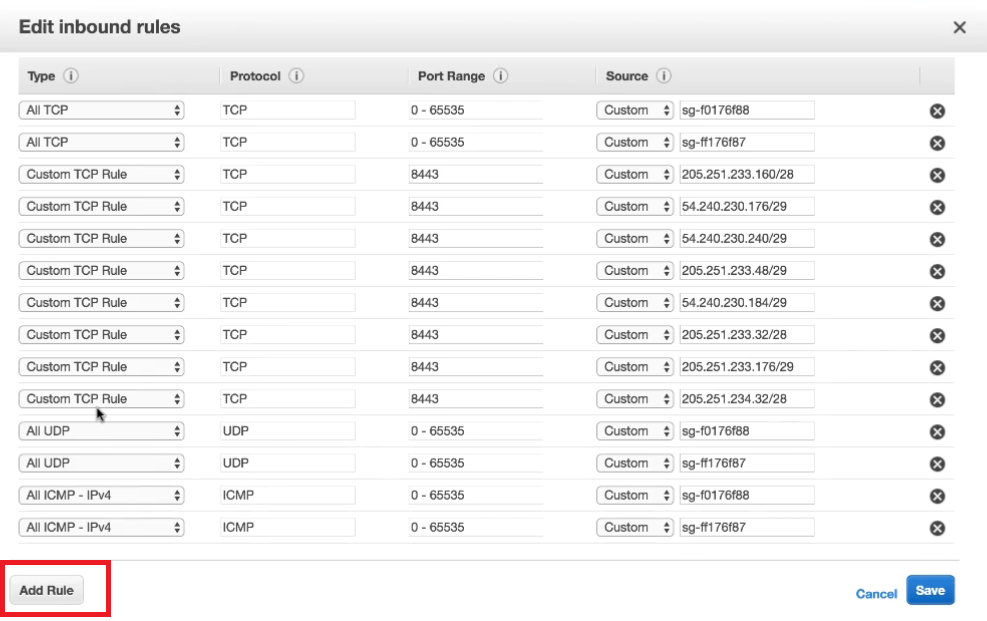 Edit inbound rules
Type Protocol Port Range Source
All TCP TCP 0 - 65535 Custom sg-f0176f88
All TCP TCP 0 - 65535 Custom sg-ff176f87
Custom TCP Rule TCP 8443 Custom 205.251.233.160/28
Custom TCP Rule TCP 8443 Custom 54.240.230.176/29
Custom TCP Rule TCP 8443 Custom 54.240.230.240/29
Custom TCP Rule TCP 8443 Custom 205.251.233.48/29
Custom TCP Rule TCP 8443 Custom 54.240.230.184/29
Custom TCP Rule TCP 8443 Custom 205.251.233.32/28
Custom TCP Rule TCP 8443 Custom 205.251.233.176/29
Custom TCP Rule TCP 8443 Custom 205.251.234.32/28
All UDP UDP 0 - 65535 Custom sg-f0176f88
All UDP UDP 0 - 65535 Custom sg-ff176f87
All ICMP - IPv4 ICMP 0 - 65535 Custom sg-f0176f88
All ICMP - IPv4 ICMP 0 - 65535 Custom sg-ff176f87
Add Rule Cancel Save